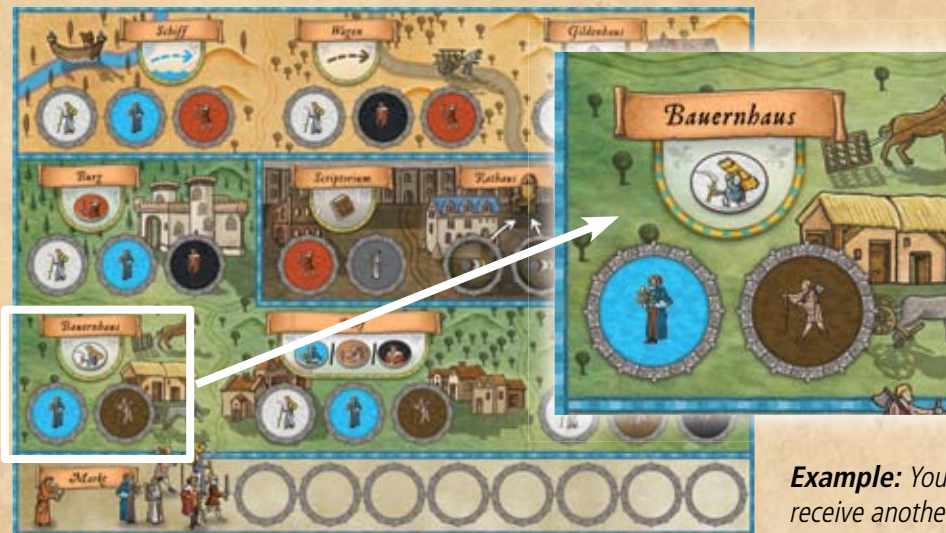 Schiff
Wagen
Gildenhaus
Bauernhaus
Burg
Scriptorium
Rathaus
Bauernhaus
Markt
Example: You
receive anothe